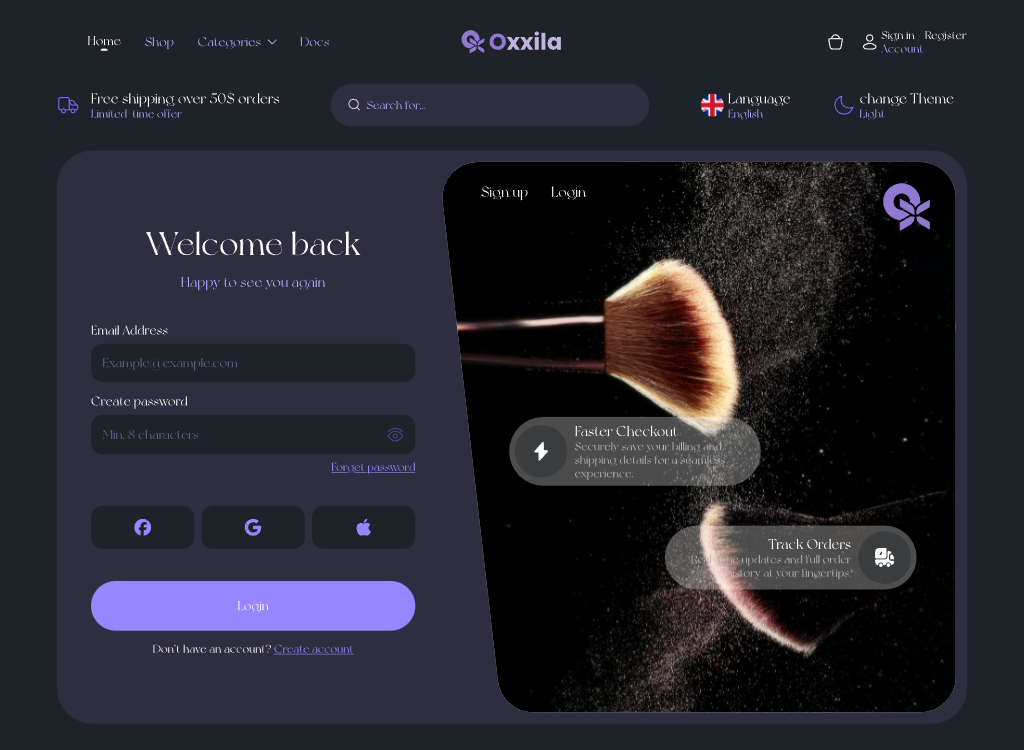 Home
Shop
Categories
Docs
Oxxila
Sign in / Register
Account
Free shipping over 50$ orders
Limited-time offer
Search for...
Language
English
change Theme
Light
Sign up
Login
Welcome back
Happy to see you again
Email Address
Example@example.com
Create password
Min. 8 characters
Forget password
Login
Don't have an account? Create account
Faster Checkout
Securely save your billing and
shipping details for a seamless
experience.
Track Orders
updates and full order
at your fingertips."